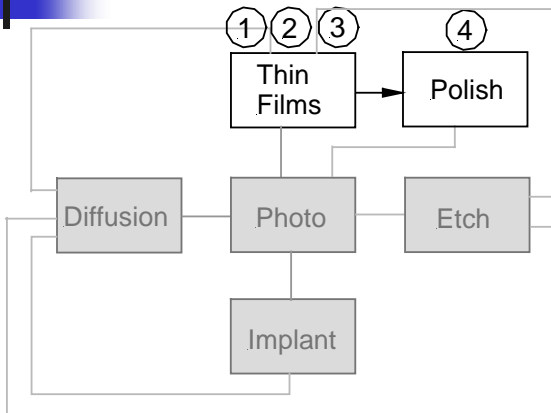 1 2 3 4
Thin
Films
Polish
Diffusion
Photo
Etch
Implant